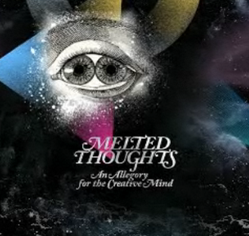 MELTED
THOUGHTS
An Allegory
for the Creative Mind